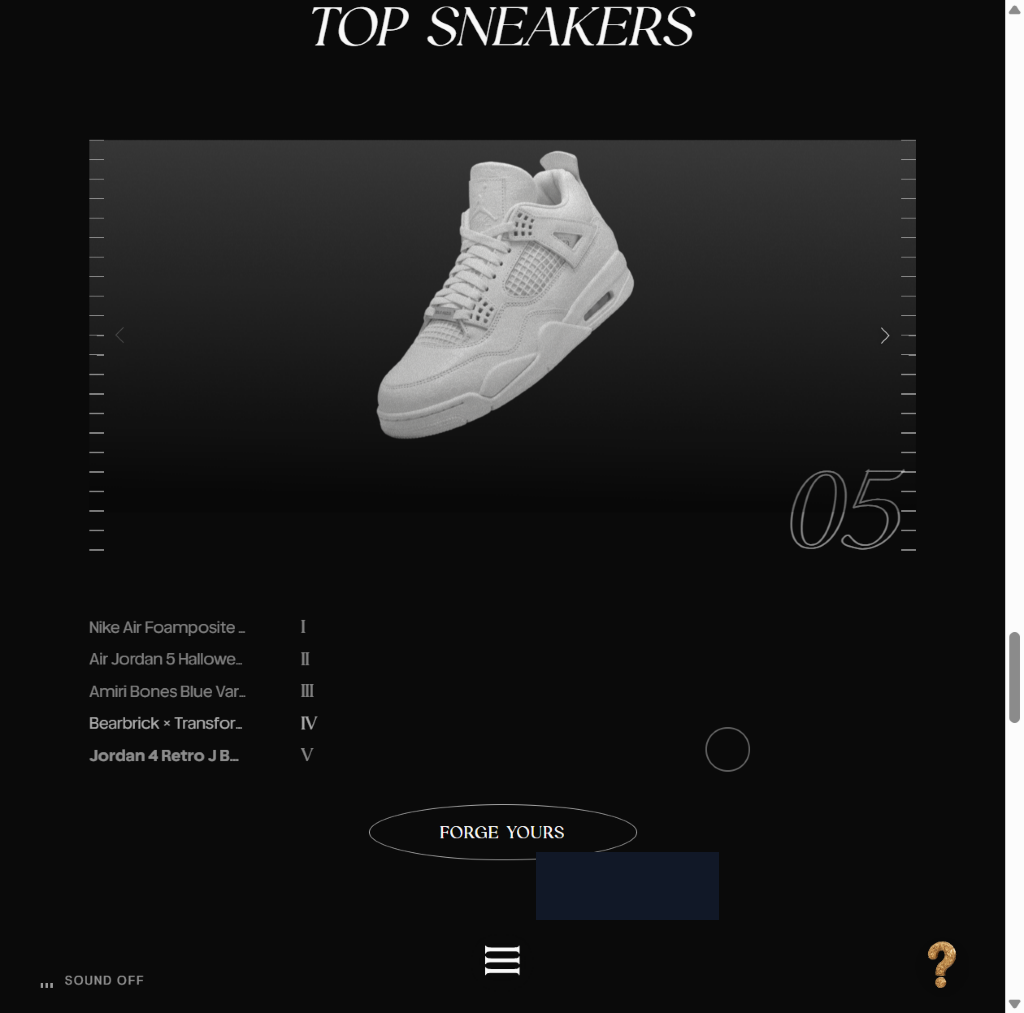 TOP SNEAKERS
05
Nike Air Foamposite ... I
Air Jordan 5 Hallowe... II
Amiri Bones Blue Var... III
Bearbrick × Transfor... IV
Jordan 4 Retro J B... V
FORGE YOURS
SOUND OFF
?